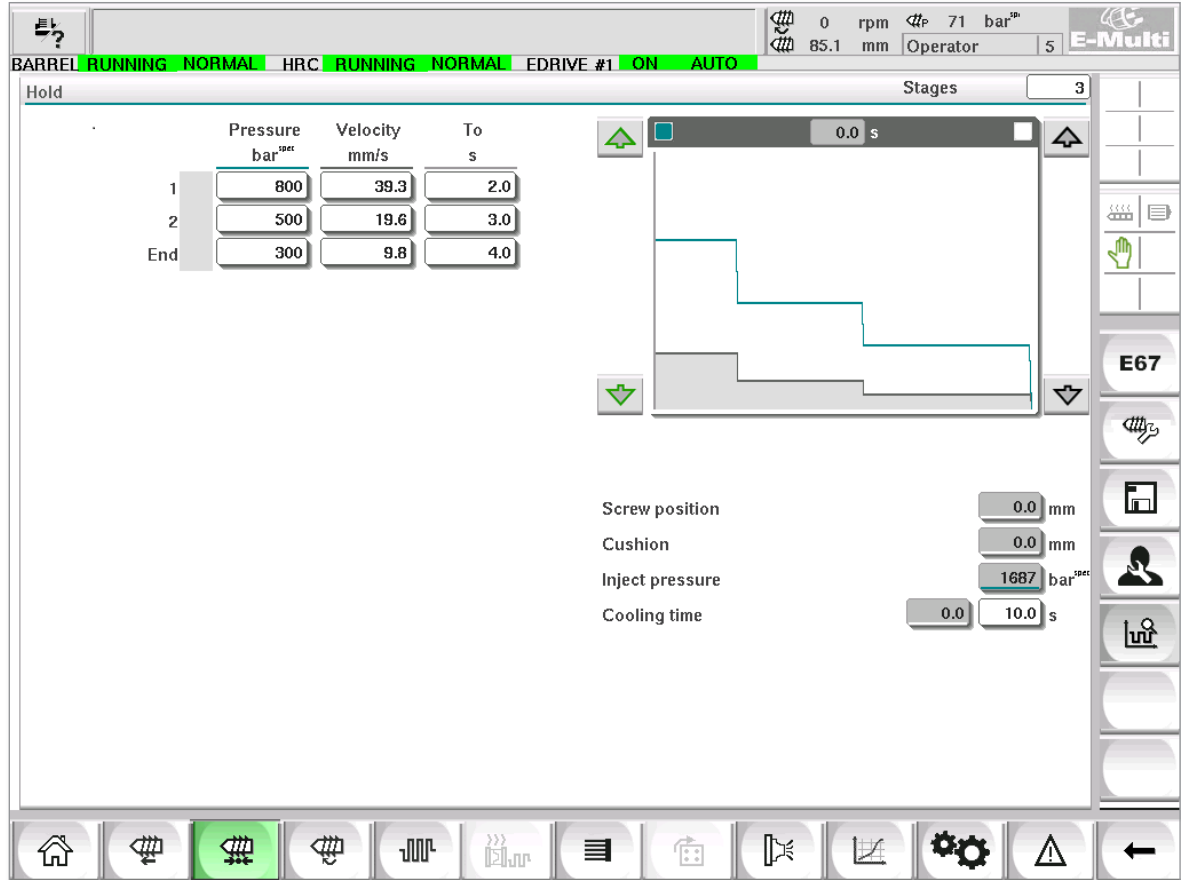 0 rpm P 71 bar spe
E-Multi
85.1 mm Operator 5
BARREL RUNNING NORMAL HRC RUNNING NORMAL EDRIVE #1 ON AUTO
Hold Stages 3
Pressure Velocity To
bar spec mm/s s
0.0 s
1 800 39.3 2.0
2 500 19.6 3.0
End 300 9.8 4.0
E67
Screw position 0.0 mm
Cushion 0.0 mm
Inject pressure 1687 bar spec
Cooling time 0.0 10.0 s